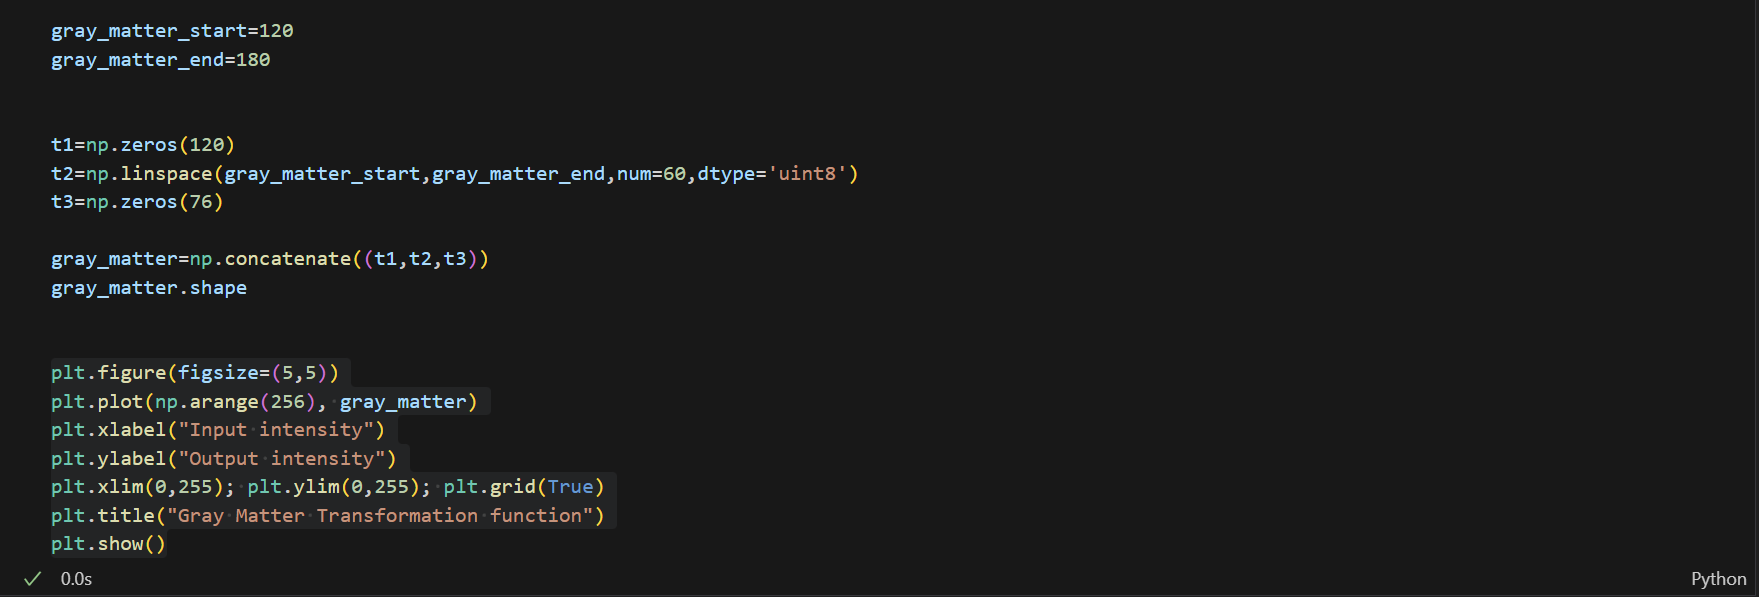 gray_matter_start=120
gray_matter_end=180
t1=np.zeros(120)
t2=np.linspace(gray_matter_start,gray_matter_end,num=60,dtype='uint8')
t3=np.zeros(76)
gray_matter=np.concatenate((t1,t2,t3))
gray_matter.shape
plt.figure(figsize=(5,5))
plt.plot(np.arange(256), gray_matter)
plt.xlabel("Input intensity")
plt.ylabel("Output intensity")
plt.xlim(0,255); plt.ylim(0,255); plt.grid(True)
plt.title("Gray Matter Transformation function")
plt.show()
0.0s
Python